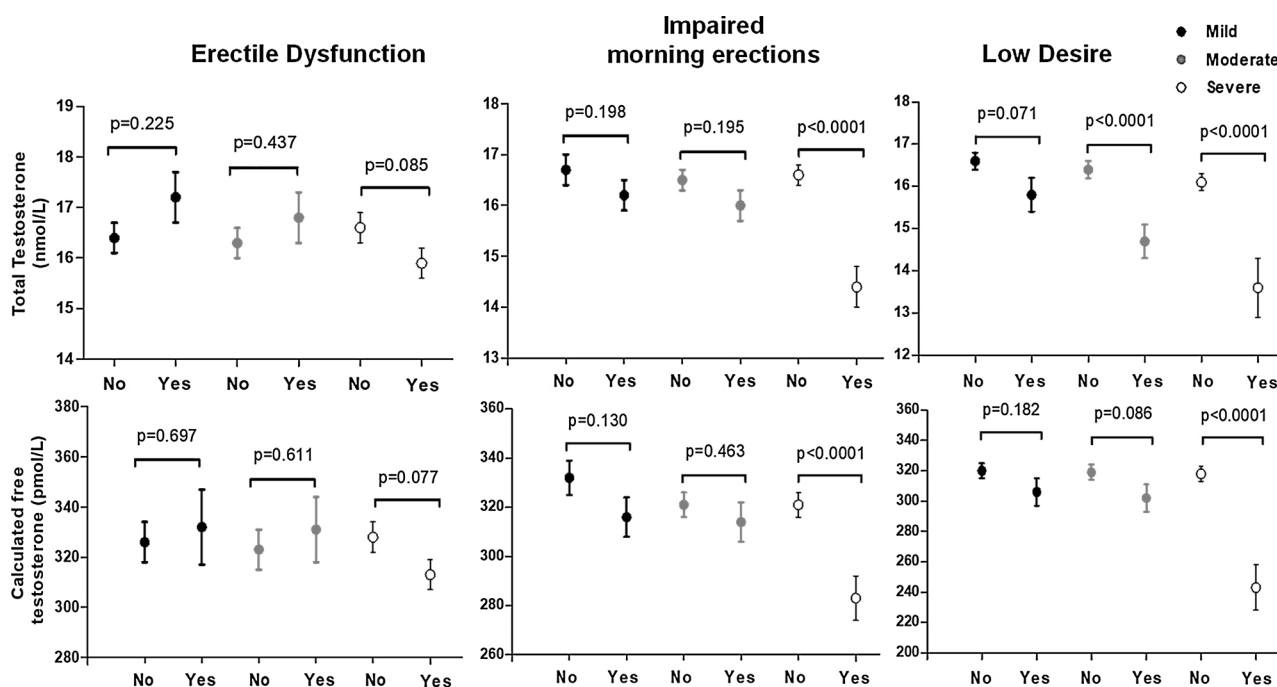 Erectile Dysfunction
Impaired
morning erections
Low Desire
Mild
Moderate
Severe
Total Testosterone
(nmol/L)
19
18
17
16
15
14
p=0.225
p=0.437
p=0.085
No Yes No Yes No Yes
18
17
16
15
14
13
p=0.198
p=0.195
p<0.0001
No Yes No Yes No Yes
18
16
14
13
12
p=0.071
p<0.0001
p<0.0001
No Yes No Yes No Yes
Calculated free
testosterone (pmol/L)
380
360
340
320
300
280
p=0.697
p=0.611
p=0.077
No Yes No Yes No Yes
360
340
320
300
280
260
p=0.130
p=0.463
p<0.0001
No Yes No Yes No Yes
360
340
320
300
280
260
240
220
200
p=0.182
p=0.086
p<0.0001
No Yes No Yes No Yes